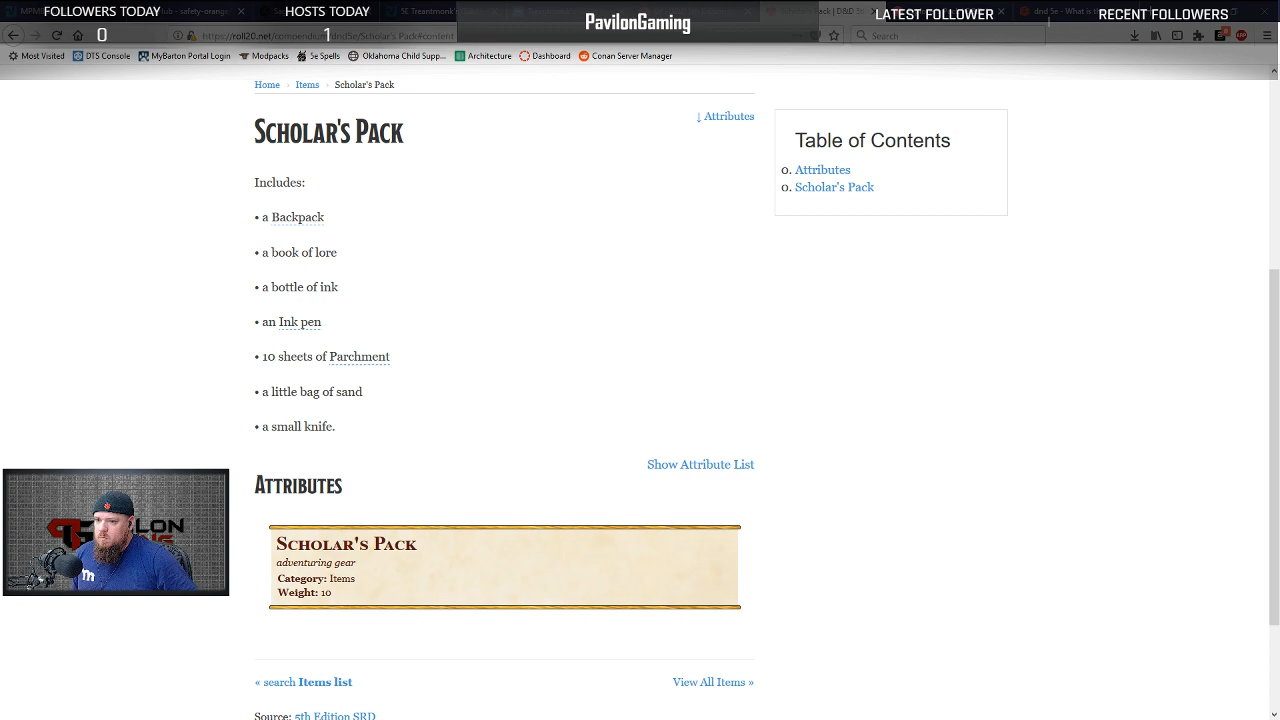 FOLLOWERS TODAY
0
HOSTS TODAY
1
PavilonGaming
LATEST FOLLOWER
RECENT FOLLOWERS
https://roll20.net/compendium/dnd5e/Scholar's Pack#content
Search
Most Visited
DTS Console
MyBarton Portal Login
Modpacks
5e Spells
Oklahoma Child Supp...
Architecture
Dashboard
Conan Server Manager
Home › Items › Scholar's Pack
↓ Attributes
Scholar's Pack
Includes:
• a Backpack
• a book of lore
• a bottle of ink
• an Ink pen
• 10 sheets of Parchment
• a little bag of sand
• a small knife.
Show Attribute List
Attributes
Scholar's Pack
adventuring gear
Category: Items
Weight: 10
« search Items list
View All Items »
Source: 5th Edition SRD
Table of Contents
0. Attributes
0. Scholar's Pack